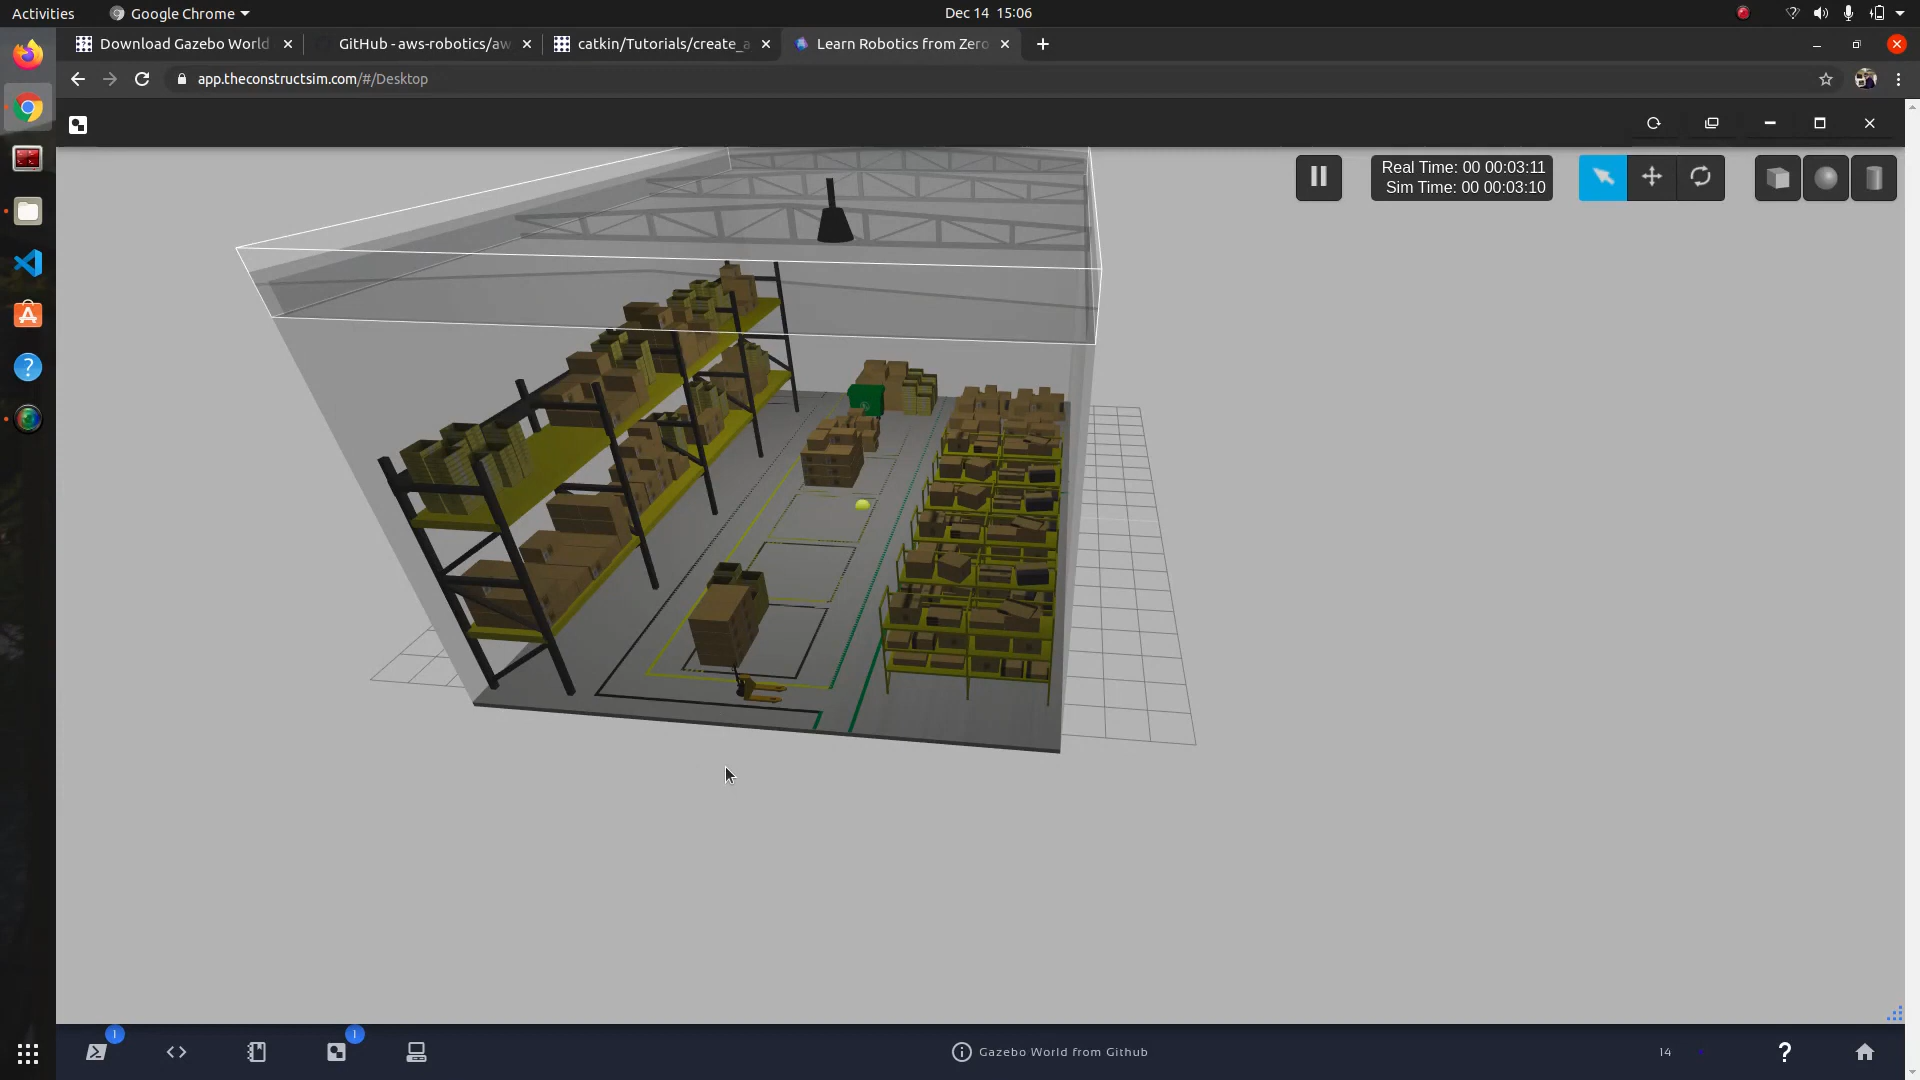 Activities
Google Chrome
Dec 14 15:06
Download Gazebo World
GitHub - aws-robotics/aw
catkin/Tutorials/create_a
Learn Robotics from Zero
app.theconstructsim.com/#/Desktop
Real Time: 00 00:03:11
Sim Time: 00 00:03:10
1
1
Gazebo World from Github
14
?